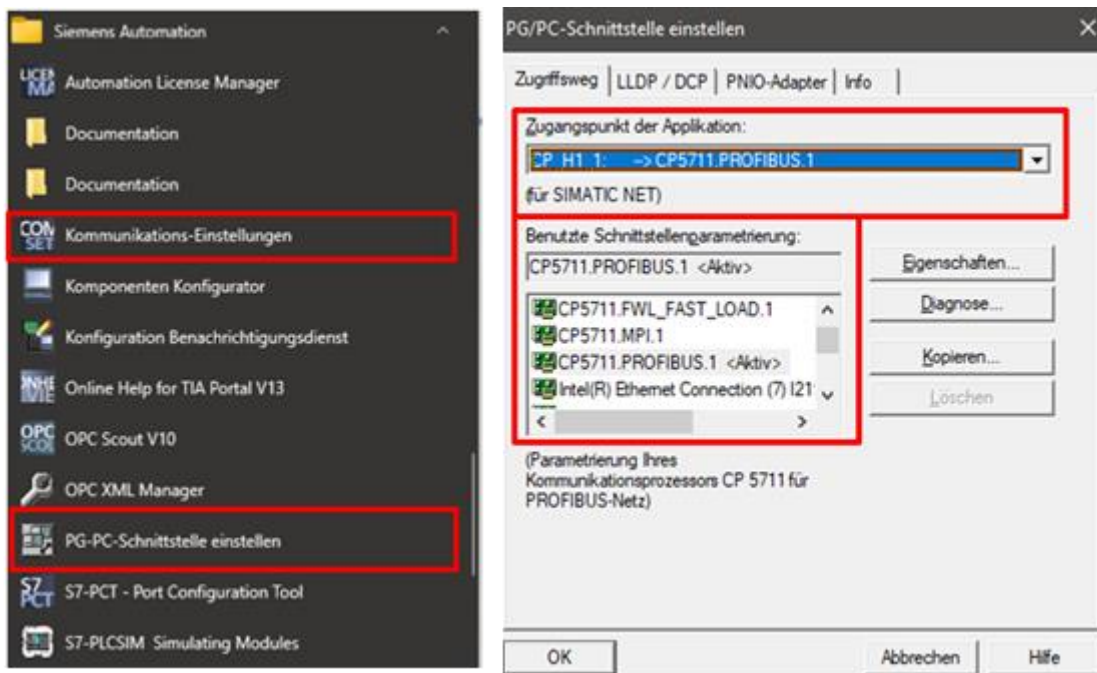 Siemens Automation
Automation License Manager
Documentation
Documentation
Kommunikations-Einstellungen
Komponenten Konfigurator
Konfiguration Benachrichtigungsdienst
Online Help for TIA Portal V13
OPC Scout V10
OPC XML Manager
PG-PC-Schnittstelle einstellen
S7-PCT - Port Configuration Tool
S7-PLCSIM Simulating Modules
PG/PC-Schnittstelle einstellen
Zugriffsweg LLDP / DCP PNIO-Adapter Info
Zugangspunkt der Applikation:
CP_H1_1: --> CP5711.PROFIBUS.1
(für SIMATIC NET)
Benutzte Schnittstellenparametrierung:
CP5711.PROFIBUS.1 <Aktiv>
CP5711.FWL_FAST_LOAD.1
CP5711.MPI.1
CP5711.PROFIBUS.1 <Aktiv>
Intel(R) Ethernet Connection (7) I21
Eigenschaften...
Diagnose...
Kopieren...
Löschen
(Parametrierung Ihres
Kommunikationsprozessors CP 5711 für
PROFIBUS-Netz)
OK Abbrechen Hilfe